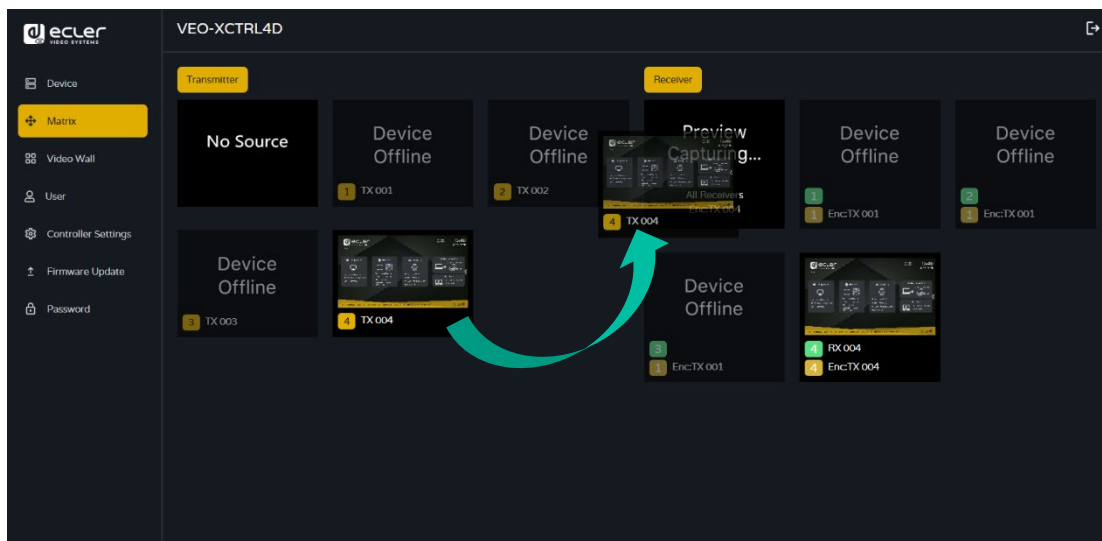 ecler
VIDEO SYSTEMS
VEO-XCTRL4D
Device
Matrix
Video Wall
User
Controller Settings
Firmware Update
Password
Transmitter
No Source
Device
Offline
1 TX 001
Device
Offline
2 TX 002
Device
Offline
3 TX 003
ecler
4 TX 004
Receiver
Preview
Capturing...
All Receivers
Enc:TX 004
ecler
4 TX 004
Device
Offline
1
1 Enc:TX 001
Device
Offline
2
1 Enc:TX 001
Device
Offline
3
1 Enc:TX 001
ecler
4 RX 004
4 Enc:TX 004